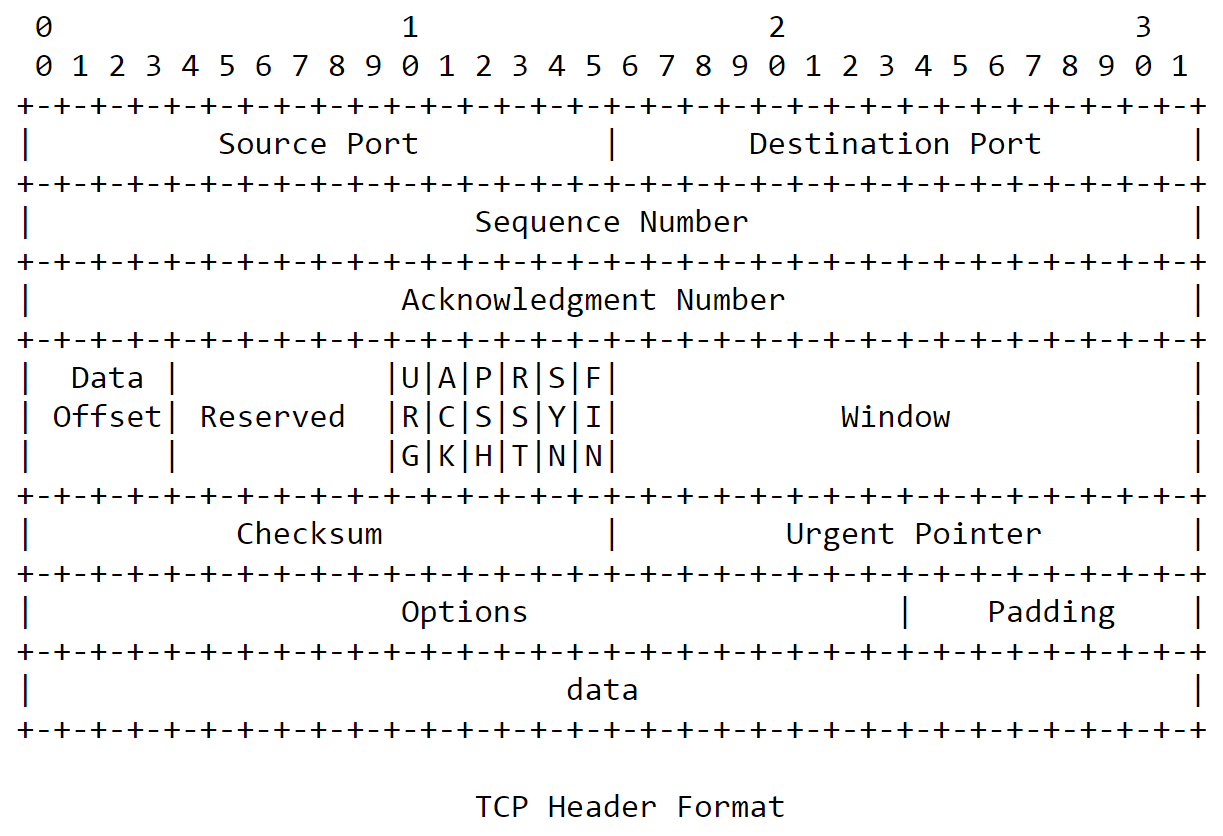 0                   1                   2                   3
 0 1 2 3 4 5 6 7 8 9 0 1 2 3 4 5 6 7 8 9 0 1 2 3 4 5 6 7 8 9 0 1
+-+-+-+-+-+-+-+-+-+-+-+-+-+-+-+-+-+-+-+-+-+-+-+-+-+-+-+-+-+-+-+-+
|          Source Port          |       Destination Port        |
+-+-+-+-+-+-+-+-+-+-+-+-+-+-+-+-+-+-+-+-+-+-+-+-+-+-+-+-+-+-+-+-+
|                        Sequence Number                        |
+-+-+-+-+-+-+-+-+-+-+-+-+-+-+-+-+-+-+-+-+-+-+-+-+-+-+-+-+-+-+-+-+
|                    Acknowledgment Number                      |
+-+-+-+-+-+-+-+-+-+-+-+-+-+-+-+-+-+-+-+-+-+-+-+-+-+-+-+-+-+-+-+-+
|  Data |           |U|A|P|R|S|F|                               |
| Offset| Reserved  |R|C|S|S|Y|I|            Window             |
|       |           |G|K|H|T|N|N|                               |
+-+-+-+-+-+-+-+-+-+-+-+-+-+-+-+-+-+-+-+-+-+-+-+-+-+-+-+-+-+-+-+-+
|           Checksum            |         Urgent Pointer        |
+-+-+-+-+-+-+-+-+-+-+-+-+-+-+-+-+-+-+-+-+-+-+-+-+-+-+-+-+-+-+-+-+
|                    Options                    |    Padding    |
+-+-+-+-+-+-+-+-+-+-+-+-+-+-+-+-+-+-+-+-+-+-+-+-+-+-+-+-+-+-+-+-+
|                             data                              |
+-+-+-+-+-+-+-+-+-+-+-+-+-+-+-+-+-+-+-+-+-+-+-+-+-+-+-+-+-+-+-+-+
                        TCP Header Format